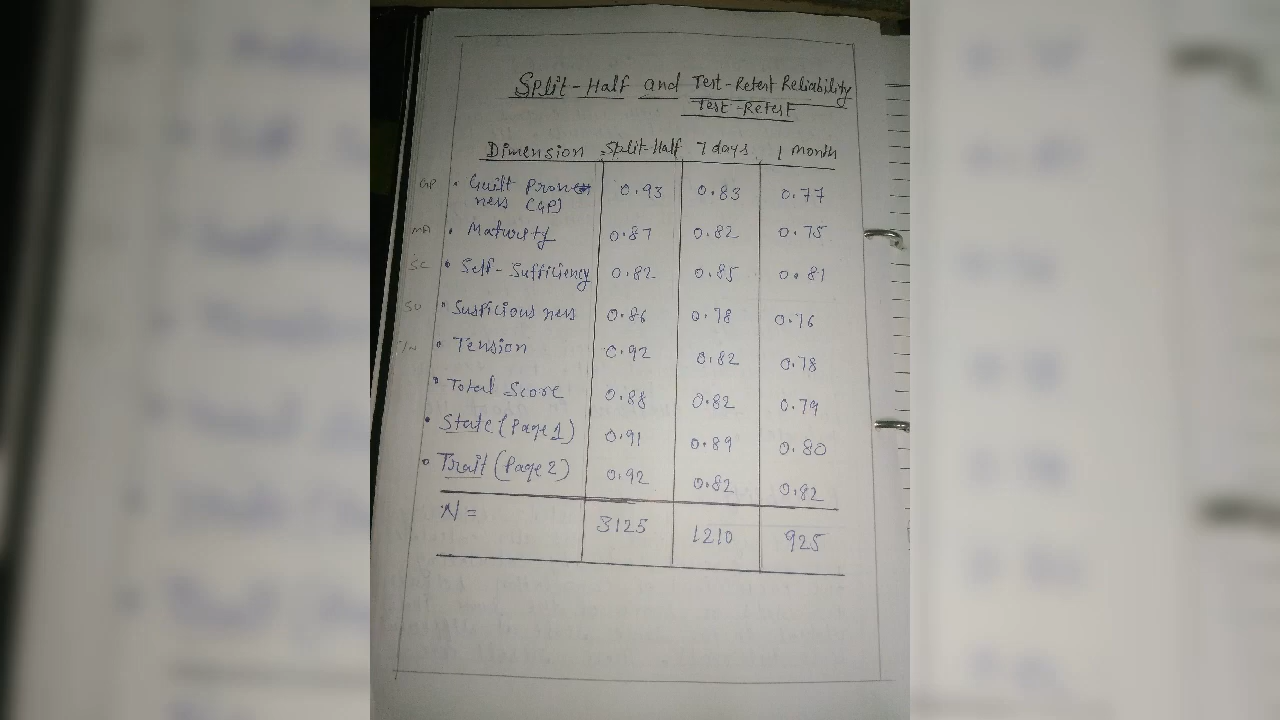 Split-Half and Test-Retest Reliability
Test-Retest
Dimension Split-Half 7 days 1 month
GP • Guilt Prone 0.93 0.83 0.77
ness (GP)
MA • Maturity 0.87 0.82 0.75
SC • Self-Sufficiency 0.82 0.85 0.81
SU • Suspicious ness 0.86 0.78 0.76
• Tension 0.92 0.82 0.78
• Total Score 0.88 0.82 0.79
• State (Page 1) 0.91 0.89 0.80
• Trait (Page 2) 0.92 0.82 0.82
N = 3125 1210 925